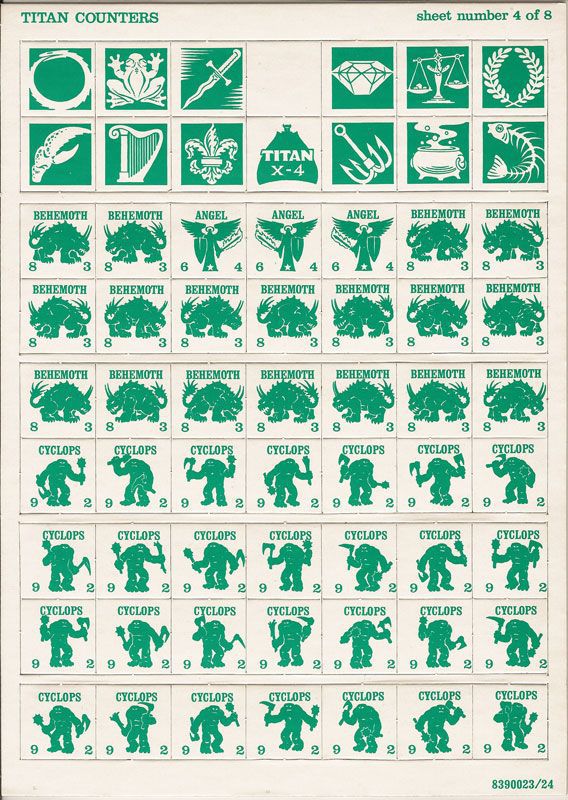 TITAN COUNTERS sheet number 4 of 8
TITAN
X-4
BEHEMOTH BEHEMOTH ANGEL ANGEL ANGEL BEHEMOTH BEHEMOTH
8 3 8 3 6 4 6 4 6 4 8 3 8 3
BEHEMOTH BEHEMOTH BEHEMOTH BEHEMOTH BEHEMOTH BEHEMOTH BEHEMOTH
8 3 8 3 8 3 8 3 8 3 8 3 8 3
BEHEMOTH BEHEMOTH BEHEMOTH BEHEMOTH BEHEMOTH BEHEMOTH BEHEMOTH
8 3 8 3 8 3 8 3 8 3 8 3 8 3
CYCLOPS CYCLOPS CYCLOPS CYCLOPS CYCLOPS CYCLOPS CYCLOPS
9 2 9 2 9 2 9 2 9 2 9 2 9 2
CYCLOPS CYCLOPS CYCLOPS CYCLOPS CYCLOPS CYCLOPS CYCLOPS
9 2 9 2 9 2 9 2 9 2 9 2 9 2
CYCLOPS CYCLOPS CYCLOPS CYCLOPS CYCLOPS CYCLOPS CYCLOPS
9 2 9 2 9 2 9 2 9 2 9 2 9 2
CYCLOPS CYCLOPS CYCLOPS CYCLOPS CYCLOPS CYCLOPS CYCLOPS
9 2 9 2 9 2 9 2 9 2 9 2 9 2
8390023/24